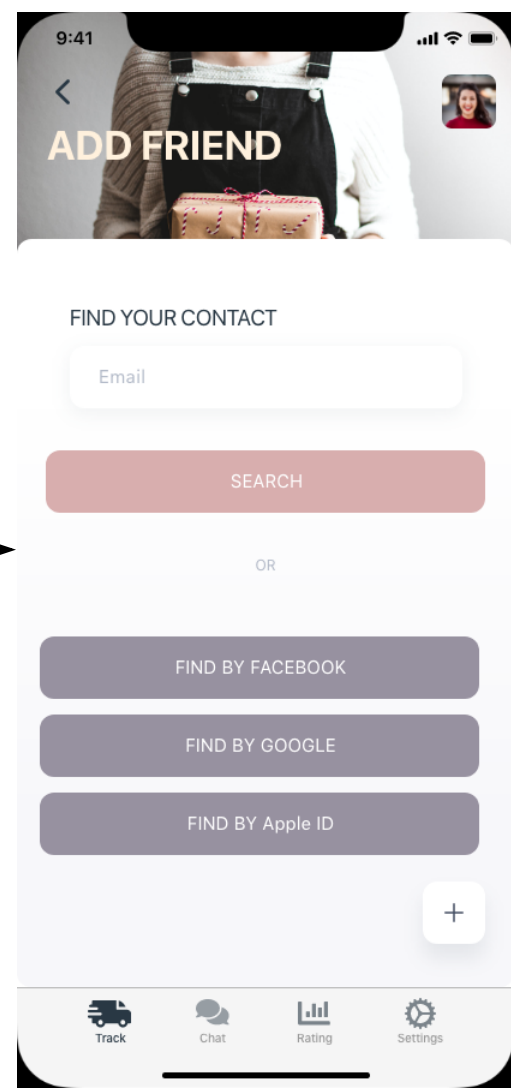 9:41
ADD FRIEND
FIND YOUR CONTACT
Email
SEARCH
OR
FIND BY FACEBOOK
FIND BY GOOGLE
FIND BY Apple ID
+
Track Chat Rating Settings